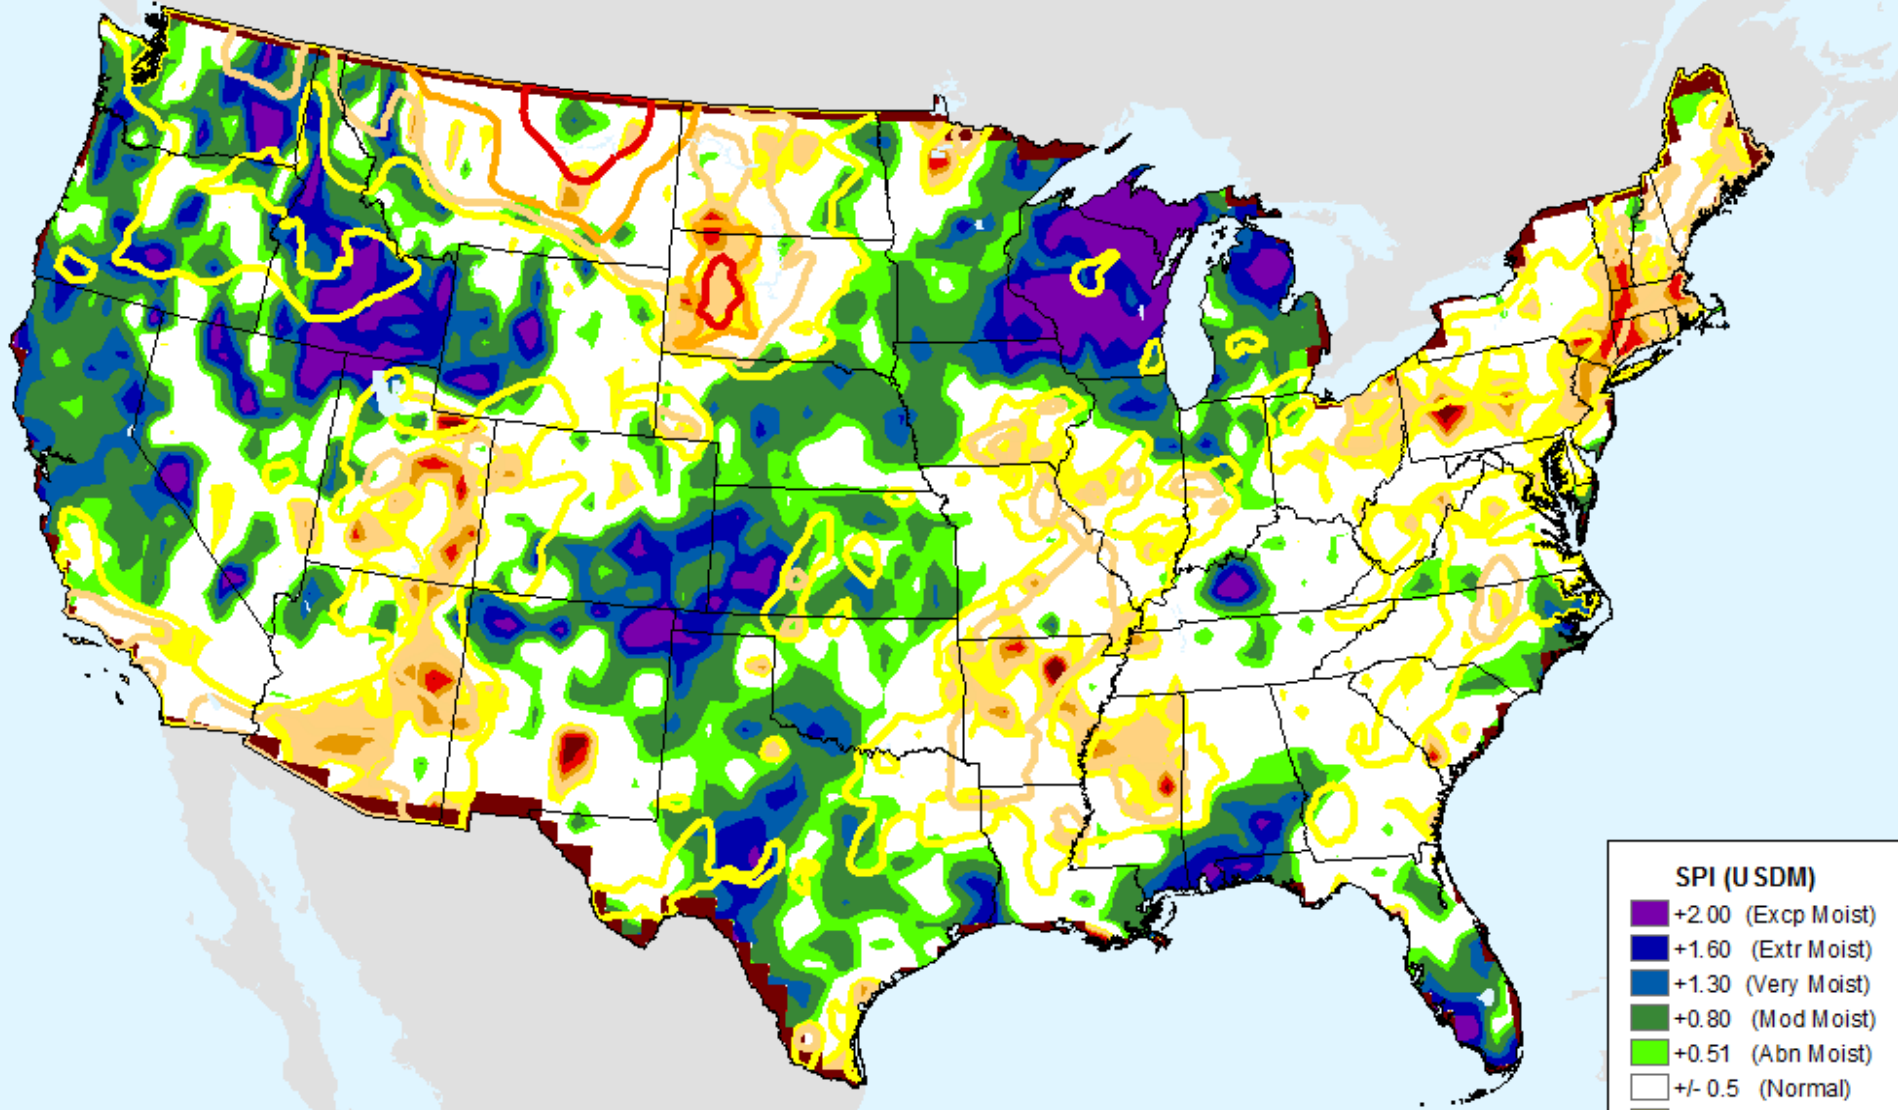 SPI (USDM)
+2.00 (Excp Moist)
+1.60 (Extr Moist)
+1.30 (Very Moist)
+0.80 (Mod Moist)
+0.51 (Abn Moist)
+/- 0.5 (Normal)